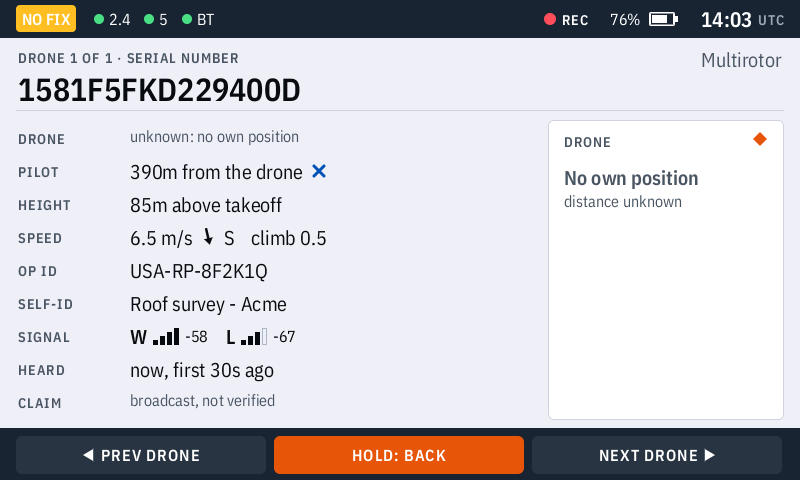 NO FIX 2.4 5 BT REC 76% 14:03 UTC
DRONE 1 OF 1 · SERIAL NUMBER
Multirotor
1581F5FKD229400D
DRONE unknown: no own position
PILOT 390m from the drone
HEIGHT 85m above takeoff
SPEED 6.5 m/s S climb 0.5
OP ID USA-RP-8F2K1Q
SELF-ID Roof survey - Acme
SIGNAL W -58 L -67
HEARD now, first 30s ago
CLAIM broadcast, not verified
DRONE
No own position
distance unknown
PREV DRONE HOLD: BACK NEXT DRONE